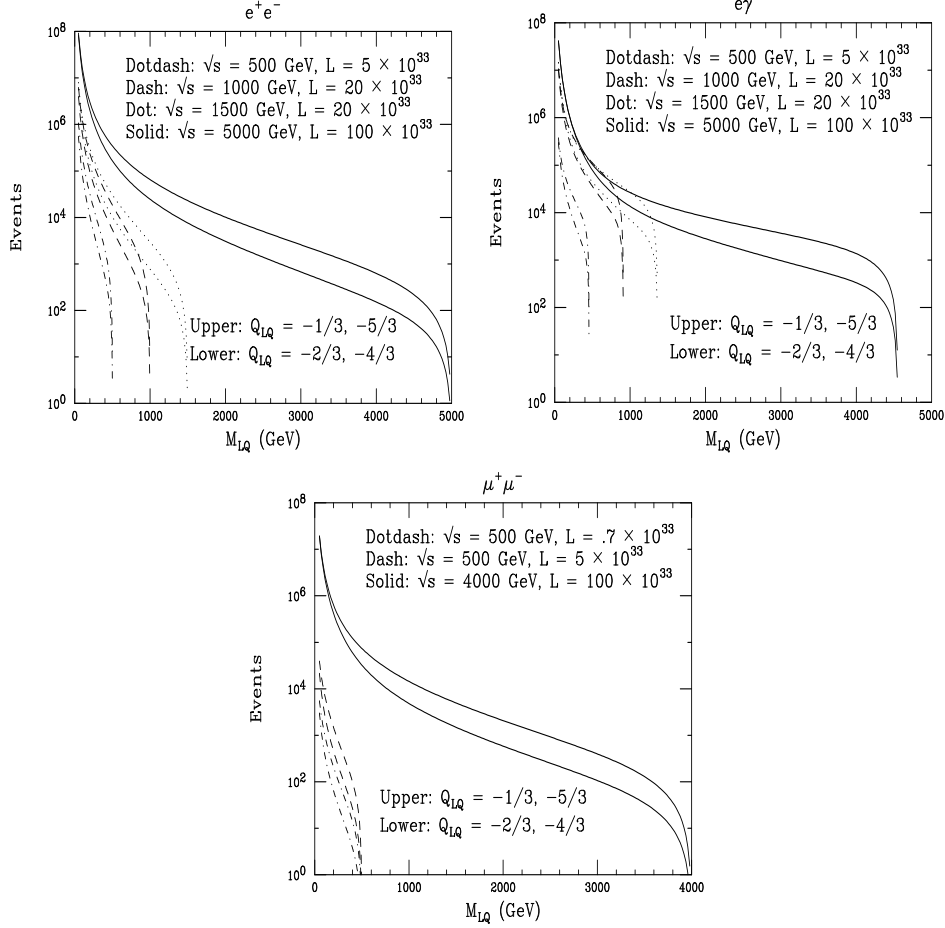 e⁺e⁻
10⁸
10⁶
10⁴
10²
10⁰
Events
Dotdash: √s = 500 GeV, L = 5 × 10³³
Dash: √s = 1000 GeV, L = 20 × 10³³
Dot: √s = 1500 GeV, L = 20 × 10³³
Solid: √s = 5000 GeV, L = 100 × 10³³
Upper: Q_LQ = −1/3, −5/3
Lower: Q_LQ = −2/3, −4/3
0 1000 2000 3000 4000 5000
M_LQ (GeV)
eγ
10⁸
10⁶
10⁴
10²
10⁰
Events
Dotdash: √s = 500 GeV, L = 5 × 10³³
Dash: √s = 1000 GeV, L = 20 × 10³³
Dot: √s = 1500 GeV, L = 20 × 10³³
Solid: √s = 5000 GeV, L = 100 × 10³³
Upper: Q_LQ = −1/3, −5/3
Lower: Q_LQ = −2/3, −4/3
0 1000 2000 3000 4000 5000
M_LQ (GeV)
μ⁺μ⁻
10⁸
10⁶
10⁴
10²
10⁰
Events
Dotdash: √s = 500 GeV, L = .7 × 10³³
Dash: √s = 500 GeV, L = 5 × 10³³
Solid: √s = 4000 GeV, L = 100 × 10³³
Upper: Q_LQ = −1/3, −5/3
Lower: Q_LQ = −2/3, −4/3
0 1000 2000 3000 4000
M_LQ (GeV)